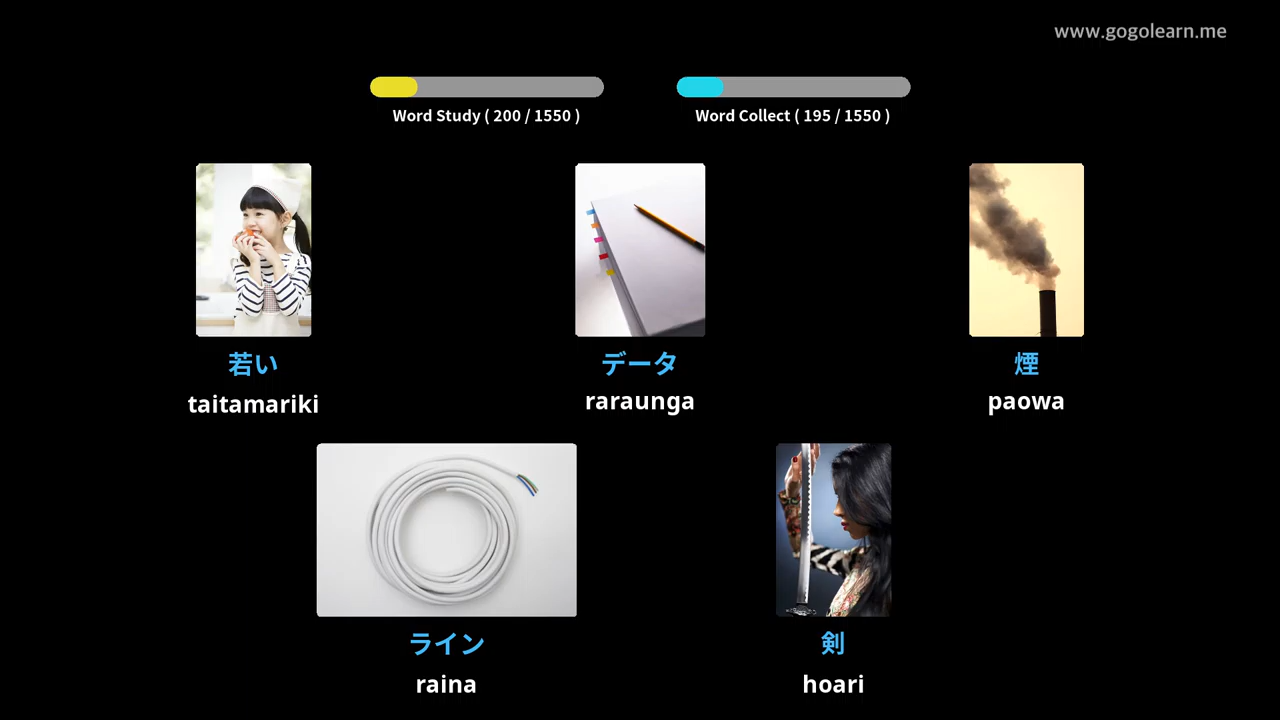 www.gogolearn.me
Word Study ( 200 / 1550 )
Word Collect ( 195 / 1550 )
若い
taitamariki
データ
raraunga
煙
paowa
ライン
raina
剣
hoari